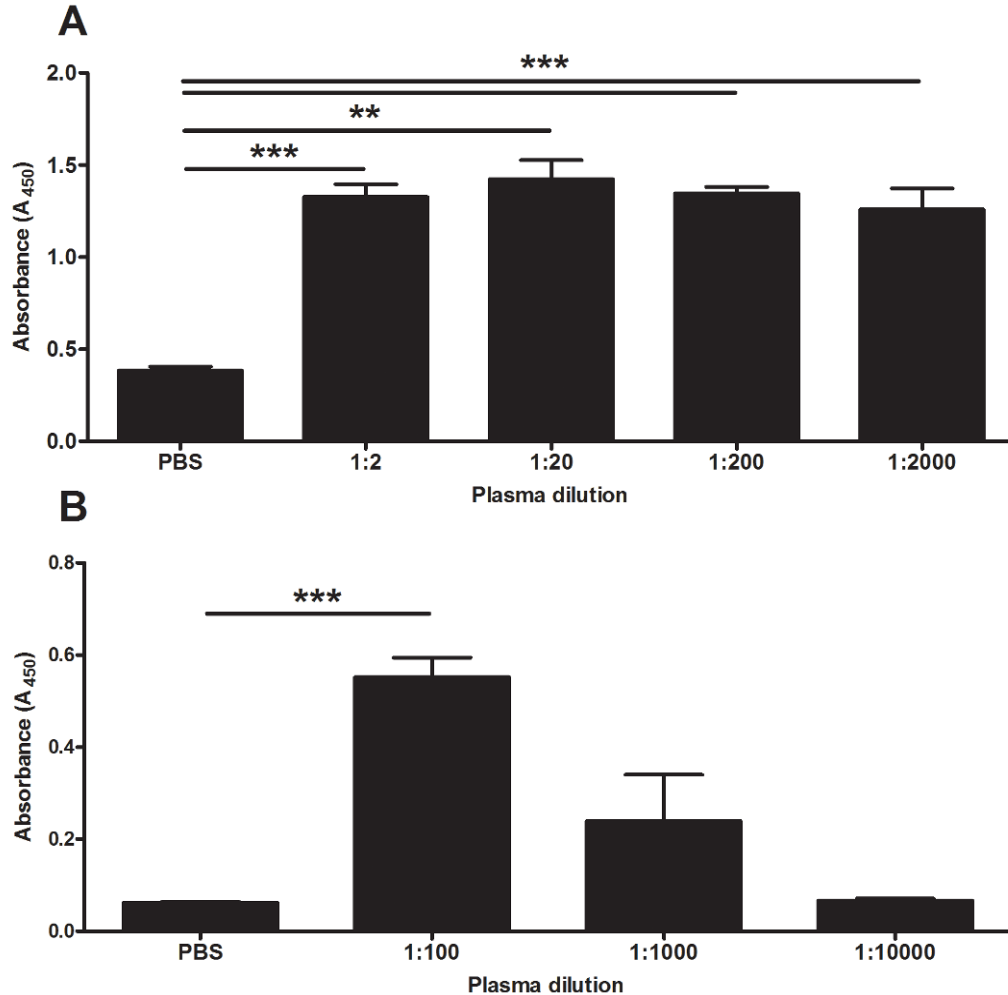 A
2.0
***
**
***
1.5
1.0
0.5
0.0
Absorbance (A450)
PBS 1:2 1:20 1:200 1:2000
Plasma dilution
B
0.8
***
0.6
0.4
0.2
0.0
Absorbance (A450)
PBS 1:100 1:1000 1:10000
Plasma dilution